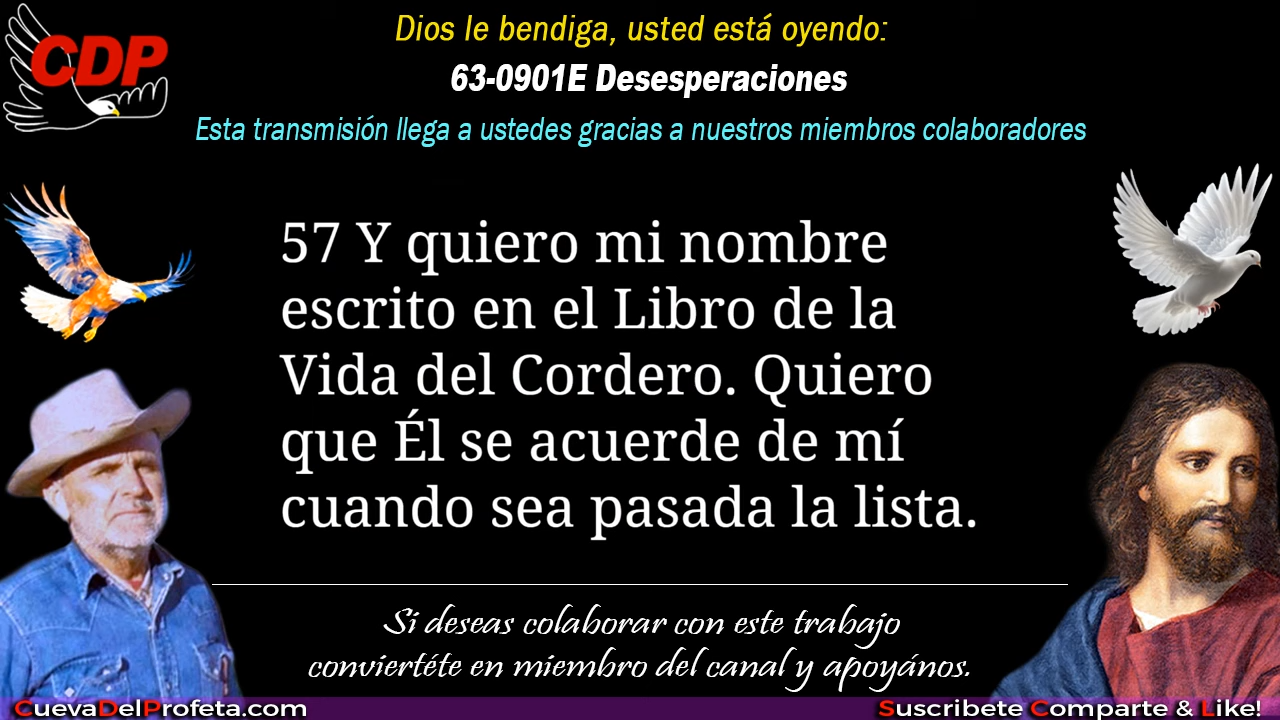 CDP
Dios le bendiga, usted está oyendo:
63-0901E Desesperaciones
Esta transmisión llega a ustedes gracias a nuestros miembros colaboradores
57 Y quiero mi nombre
escrito en el Libro de la
Vida del Cordero. Quiero
que Él se acuerde de mí
cuando sea pasada la lista.
Si deseas colaborar con este trabajo
conviertéte en miembro del canal y apoyános.
CuevaDelProfeta.com
Suscribete Comparte & Like!